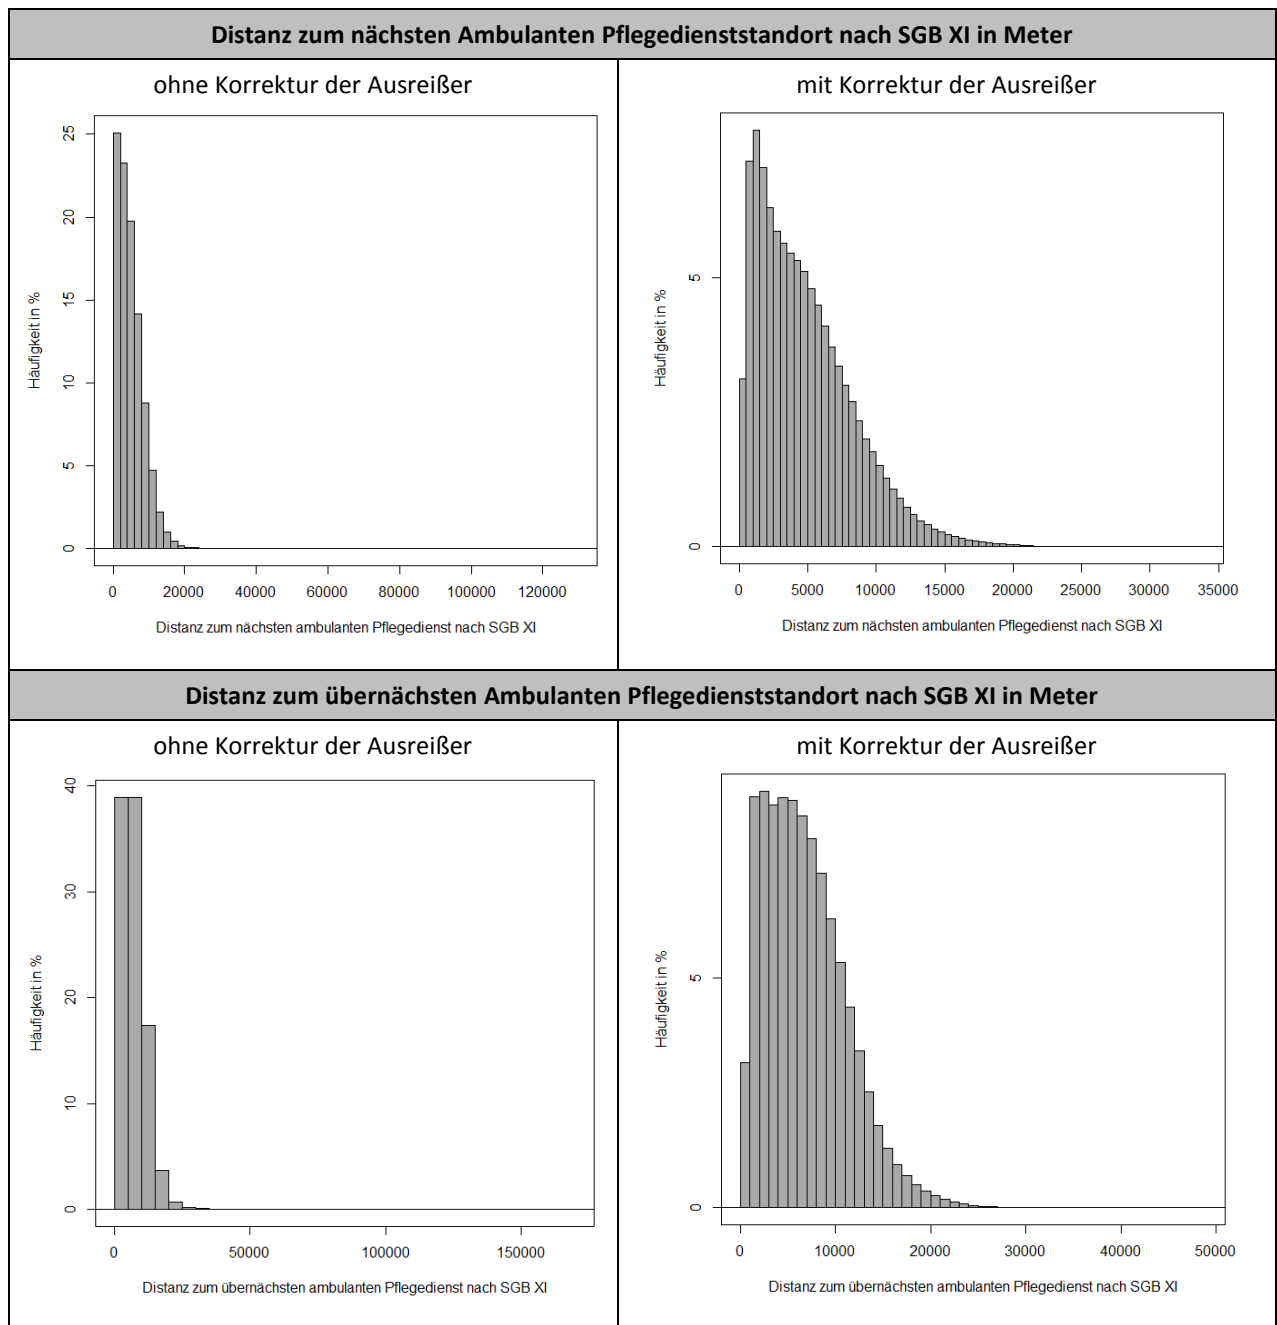 Distanz zum nächsten Ambulanten Pflegedienststandort nach SGB XI in Meter
ohne Korrektur der Ausreißer
25
20
15
10
5
0
Häufigkeit in %
0 20000 40000 60000 80000 100000 120000
Distanz zum nächsten ambulanten Pflegedienst nach SGB XI
mit Korrektur der Ausreißer
5
0
Häufigkeit in %
0 5000 10000 15000 20000 25000 30000 35000
Distanz zum nächsten ambulanten Pflegedienst nach SGB XI
Distanz zum übernächsten Ambulanten Pflegedienststandort nach SGB XI in Meter
ohne Korrektur der Ausreißer
40
30
20
10
0
Häufigkeit in %
0 50000 100000 150000
Distanz zum übernächsten ambulanten Pflegedienst nach SGB XI
mit Korrektur der Ausreißer
5
0
Häufigkeit in %
0 10000 20000 30000 40000 50000
Distanz zum übernächsten ambulanten Pflegedienst nach SGB XI